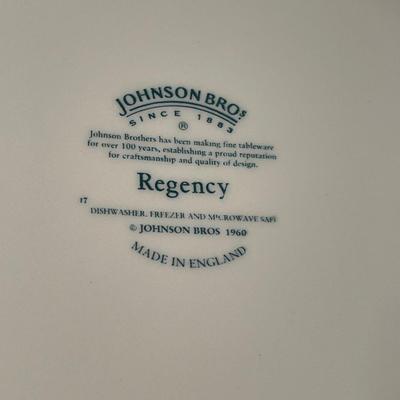 JOHNSON BROS.
SINCE 1883
®
Johnson Brothers has been making fine tableware
for over 100 years, establishing a proud reputation
for craftsmanship and quality of design.
Regency
17
DISHWASHER, FREEZER AND MICROWAVE SAFE
© JOHNSON BROS 1960
MADE IN ENGLAND